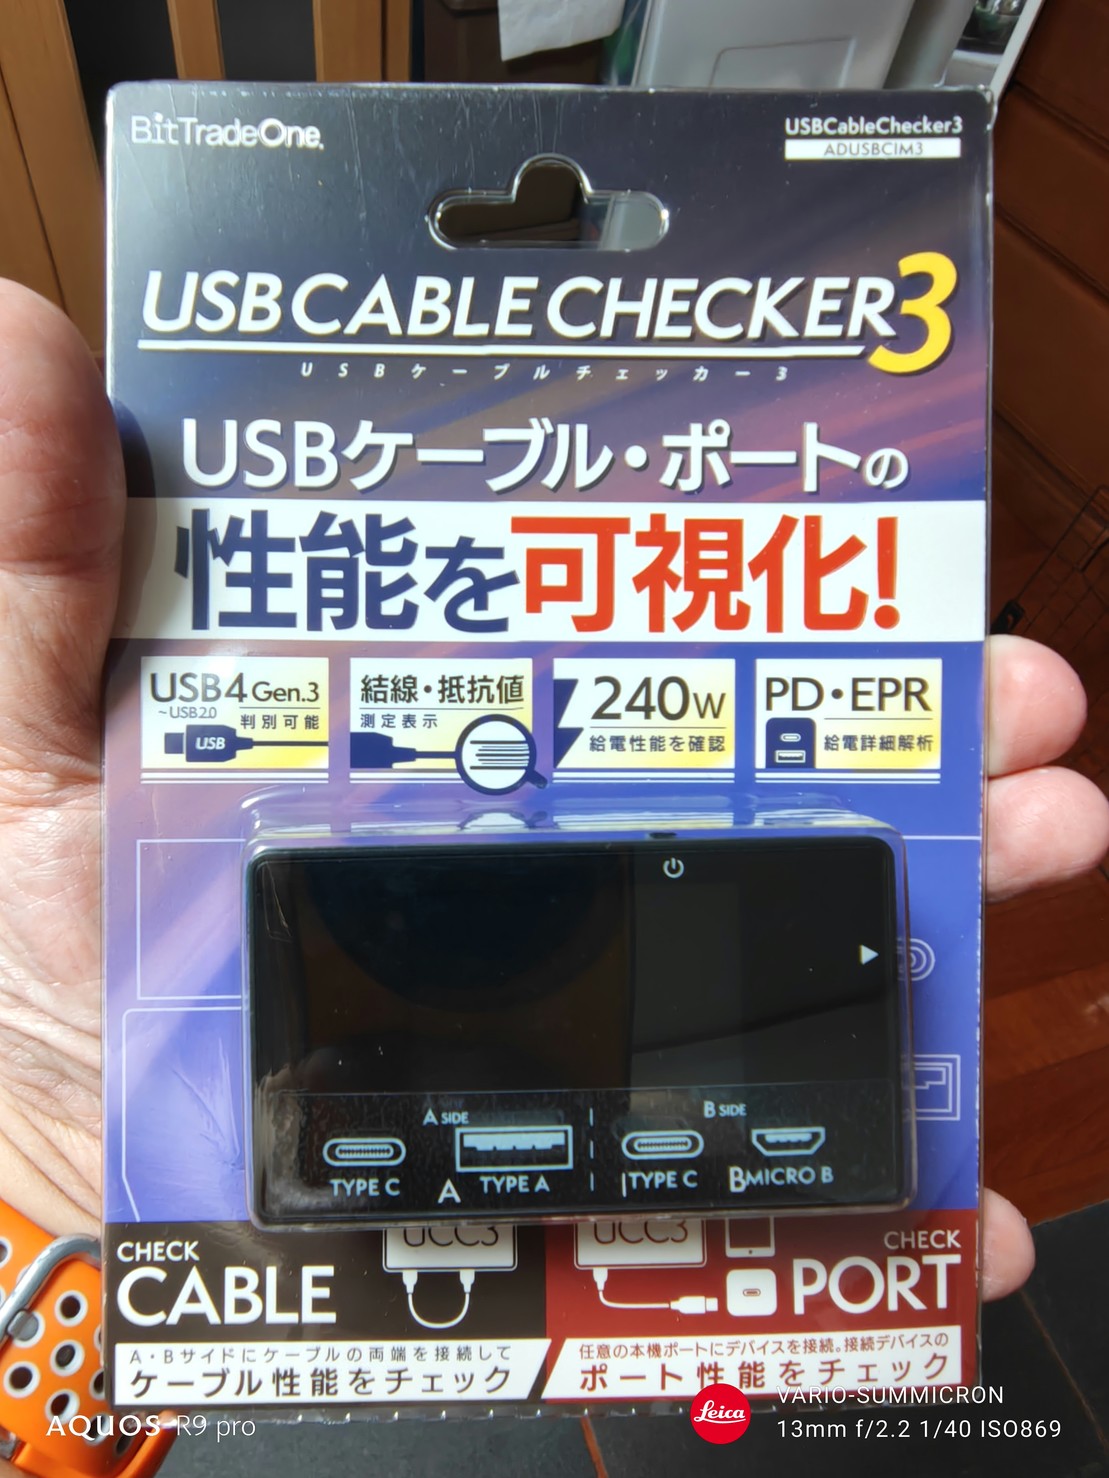 BitTradeOne.
USBCableChecker3
ADUSBCIM3
USB CABLE CHECKER3
USBケーブルチェッカー3
USBケーブル・ポートの
性能を可視化!
USB4 Gen.3
~USB2.0
判別可能
USB
結線・抵抗値
測定表示
240W
給電性能を確認
PD・EPR
給電詳細解析
A SIDE
B SIDE
TYPE C
A
TYPE A
TYPE C
B
MICRO B
UCC3
UCC3
CHECK
CABLE
CHECK
PORT
A・Bサイドにケーブルの両端を接続して
ケーブル性能をチェック
任意の本機ポートにデバイスを接続。接続デバイスの
ポート性能をチェック
AQUOS R9 pro
Leica
VARIO-SUMMICRON
13mm f/2.2 1/40 ISO869